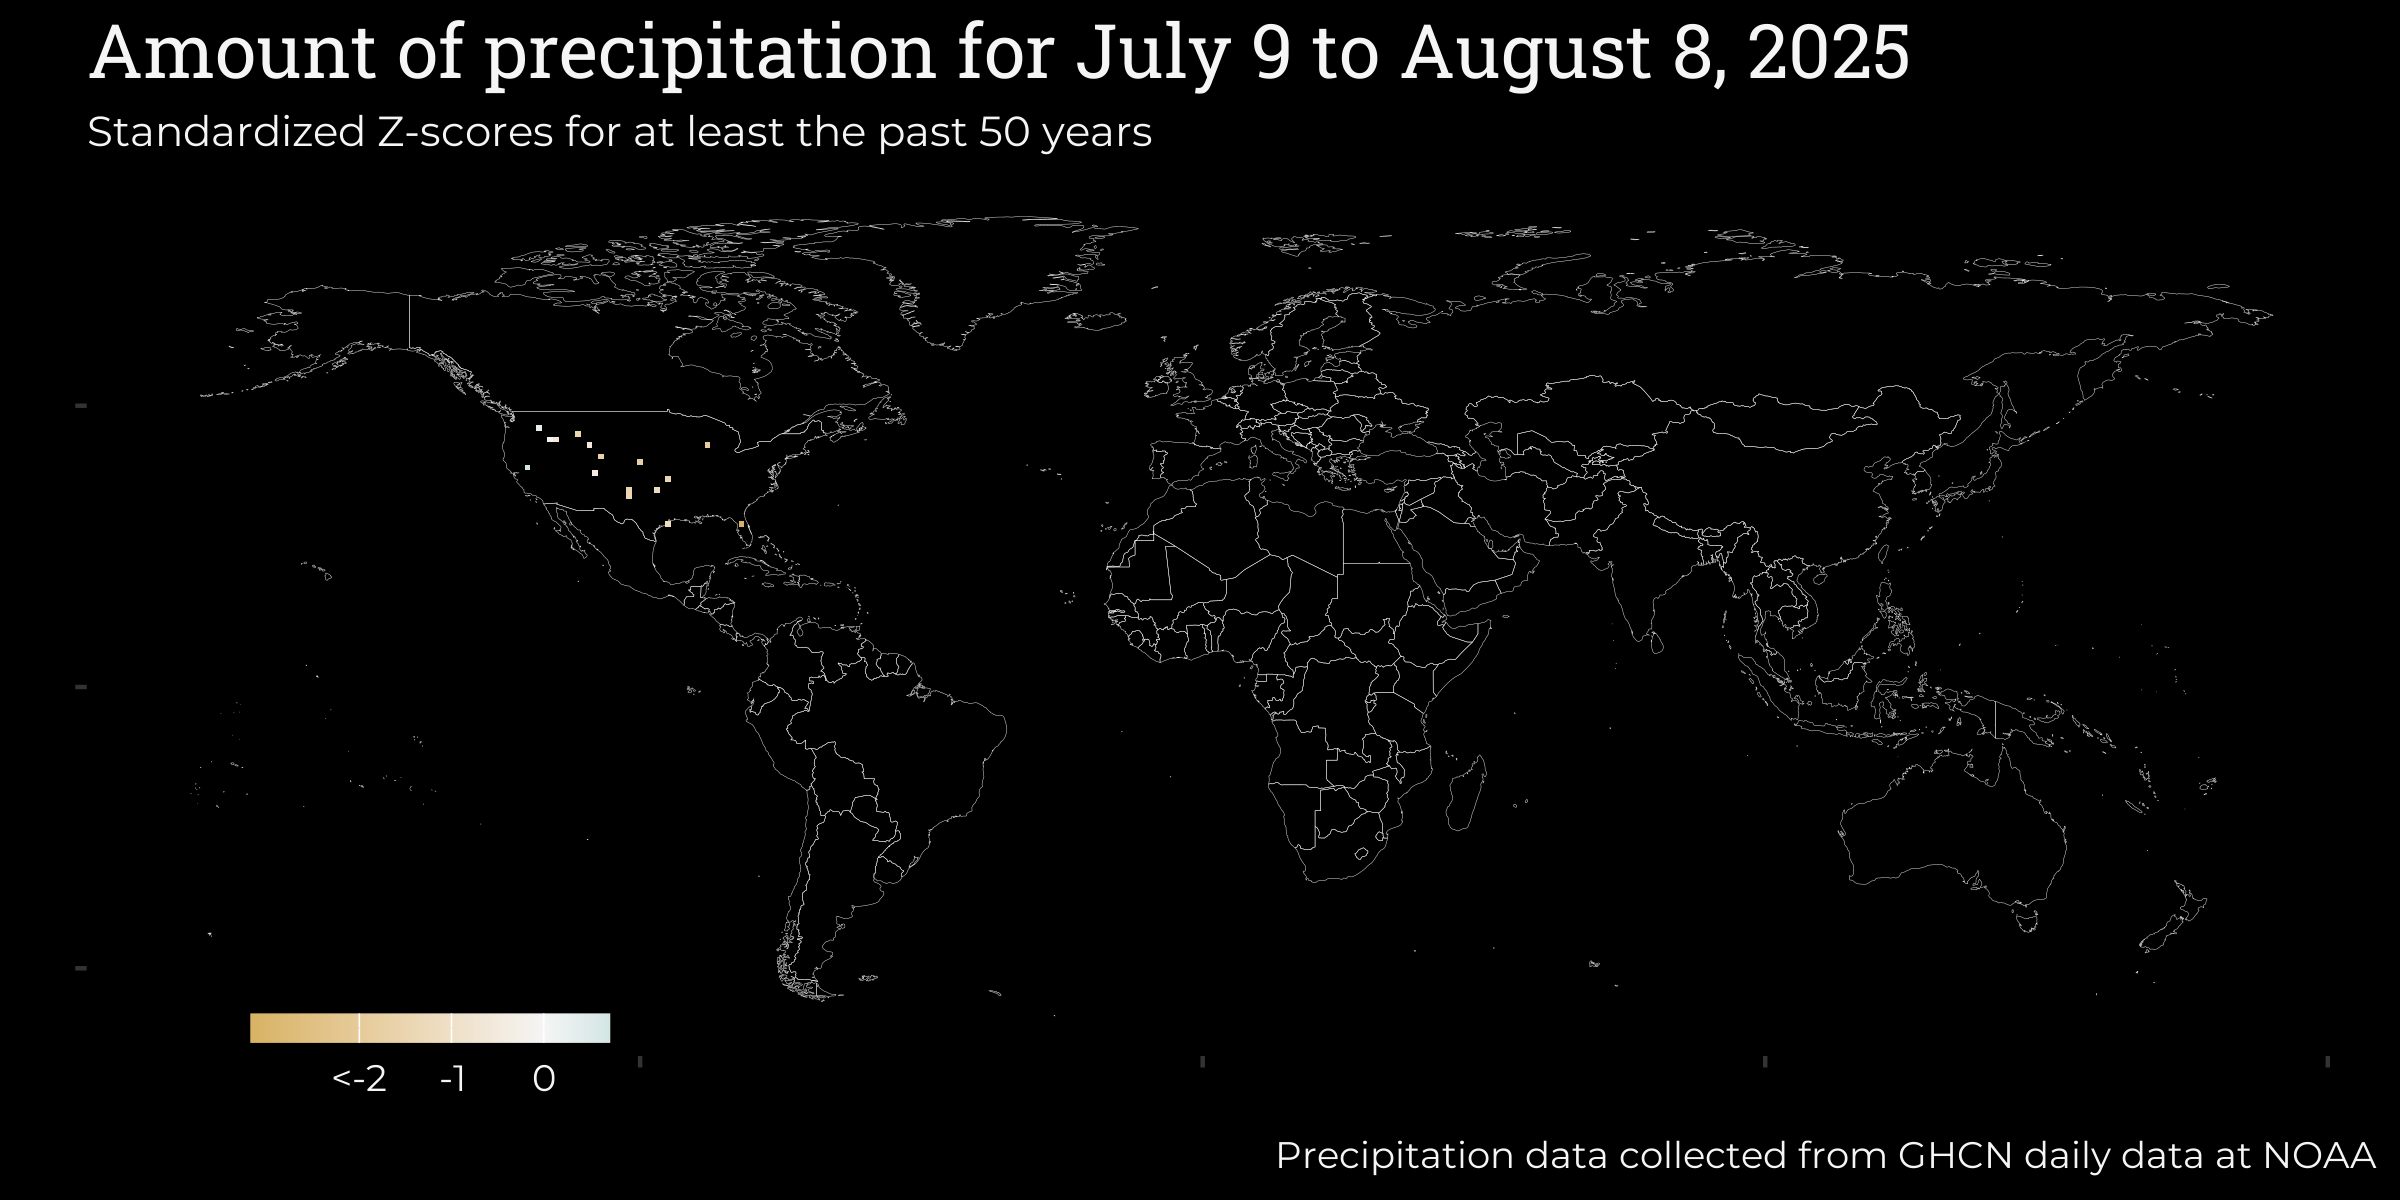 Amount of precipitation for July 9 to August 8, 2025
Standardized Z-scores for at least the past 50 years
<-2 -1 0
Precipitation data collected from GHCN daily data at NOAA